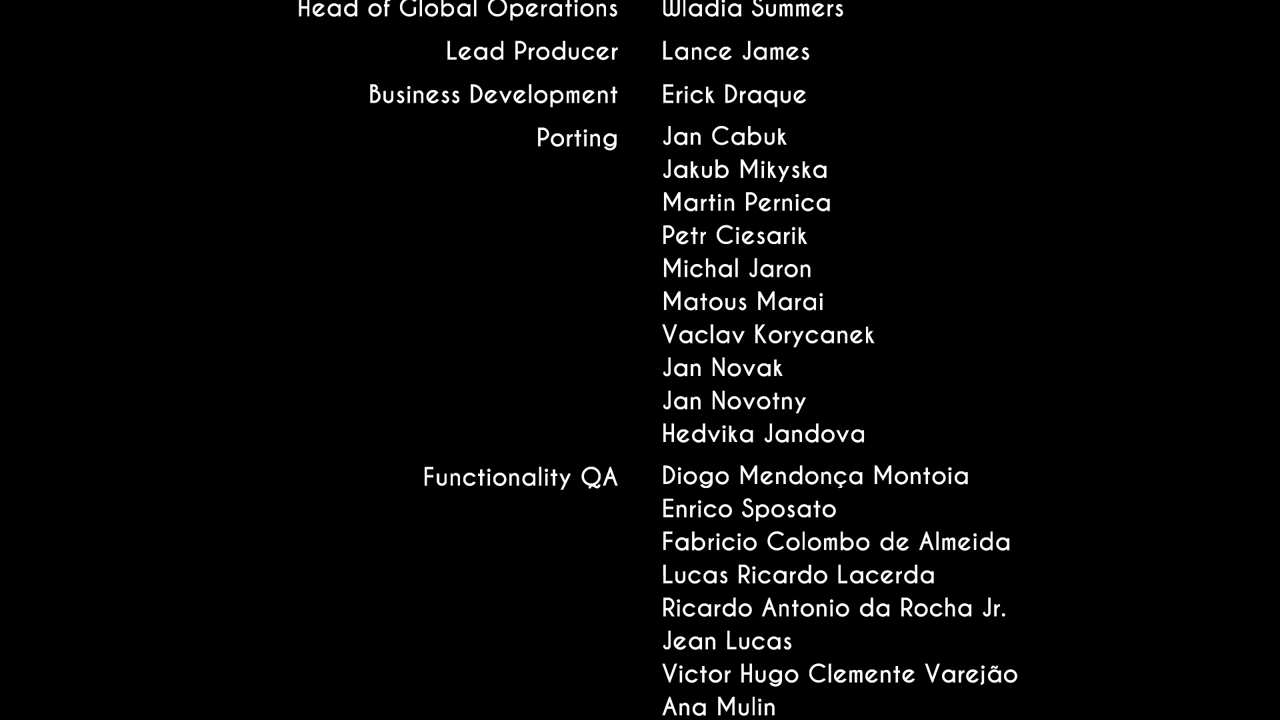 Head of Global Operations Wladia Summers
Lead Producer Lance James
Business Development Erick Draque
Porting Jan Cabuk
Jakub Mikyska
Martin Pernica
Petr Ciesarik
Michal Jaron
Matous Marai
Vaclav Korycanek
Jan Novak
Jan Novotny
Hedvika Jandova
Functionality QA Diogo Mendonça Montoia
Enrico Sposato
Fabricio Colombo de Almeida
Lucas Ricardo Lacerda
Ricardo Antonio da Rocha Jr.
Jean Lucas
Victor Hugo Clemente Varejão
Ana Mulin